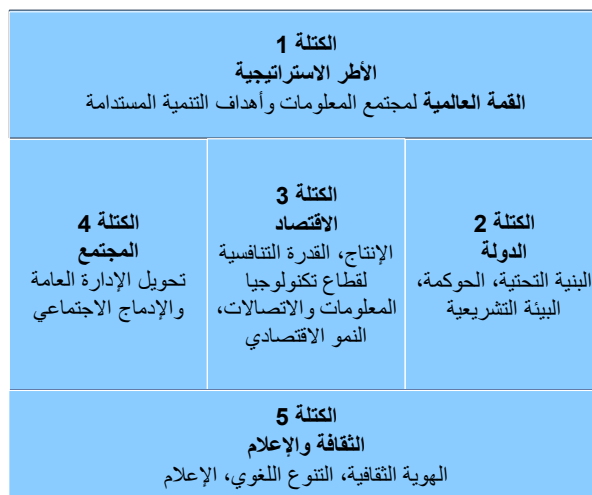 الكتلة 1
الأطر الاستراتيجية
القمة العالمية لمجتمع المعلومات وأهداف التنمية المستدامة
الكتلة 2
الدولة
البنية التحتية، الحوكمة،
البيئة التشريعية
الكتلة 3
الاقتصاد
الإنتاج، القدرة التنافسية
لقطاع تكنولوجيا
المعلومات والاتصالات،
النمو الاقتصادي
الكتلة 4
المجتمع
تحويل الإدارة العامة
والإدماج الاجتماعي
الكتلة 5
الثقافة والإعلام
الهوية الثقافية، التنوع اللغوي، الإعلام